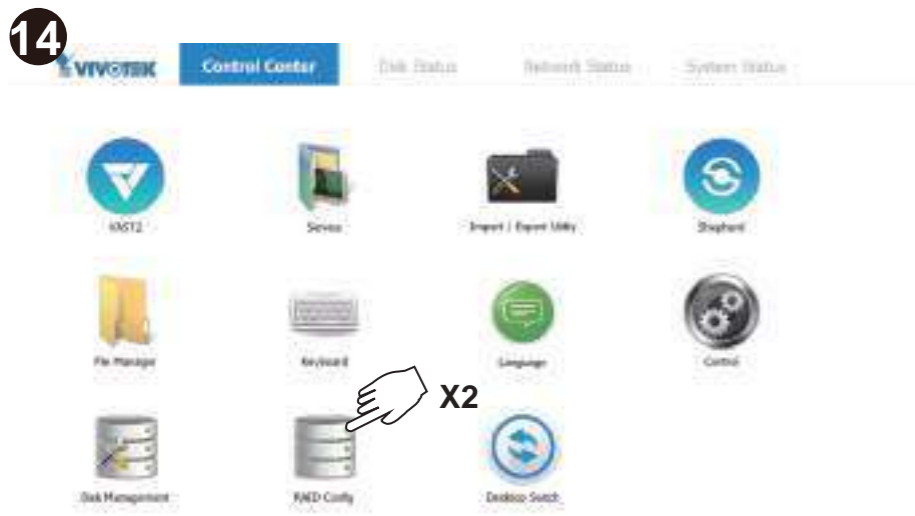 14
VIVOTEK
Control Center
Disk Status
Network Status
System Status
VAST2
Service
Import / Export Utility
Shepherd
File Manager
Keyboard
Language
Control
X2
Disk Management
RAID Config
Desktop Switch